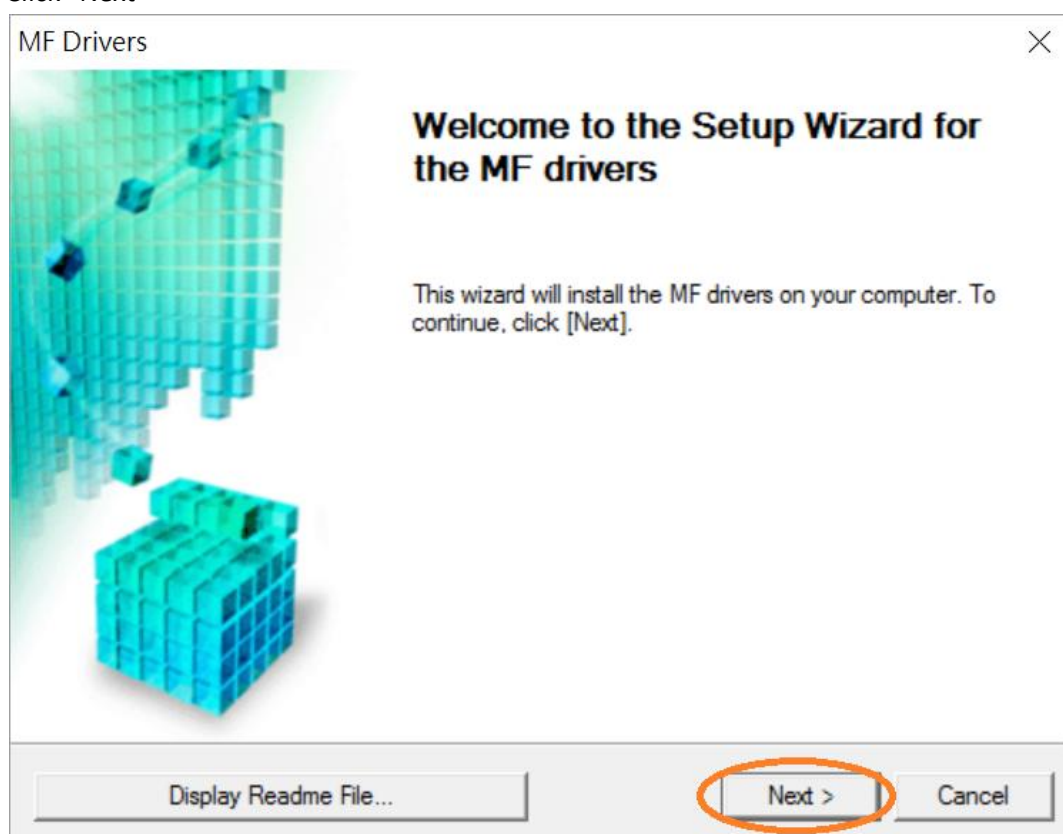 MF Drivers
Welcome to the Setup Wizard for
the MF drivers
This wizard will install the MF drivers on your computer. To
continue, click [Next].
Display Readme File...
Next >
Cancel